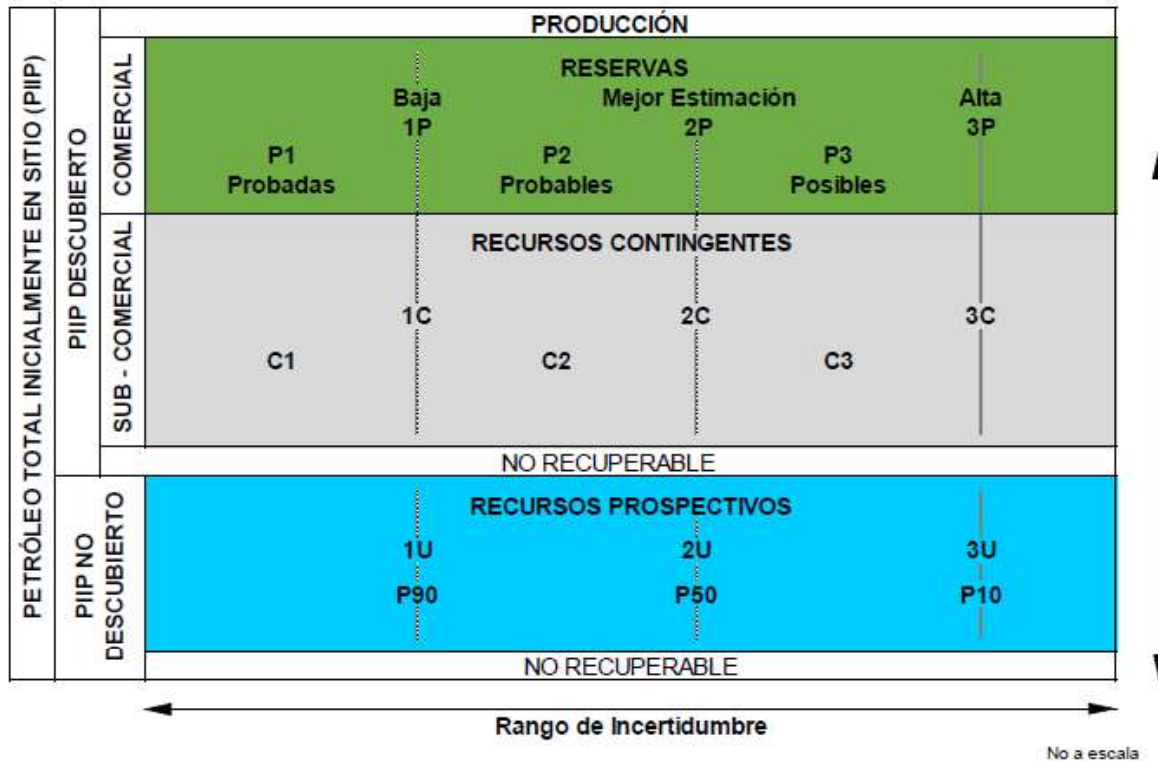 PETRÓLEO TOTAL INICIALMENTE EN SITIO (PIIP)
PIIP DESCUBIERTO
COMERCIAL
PRODUCCIÓN
RESERVAS
Baja Mejor Estimación Alta
1P 2P 3P
P1 P2 P3
Probadas Probables Posibles
SUB - COMERCIAL
RECURSOS CONTINGENTES
1C 2C 3C
C1 C2 C3
NO RECUPERABLE
PIIP NO
DESCUBIERTO
RECURSOS PROSPECTIVOS
1U 2U 3U
P90 P50 P10
NO RECUPERABLE
Rango de Incertidumbre
No a escala